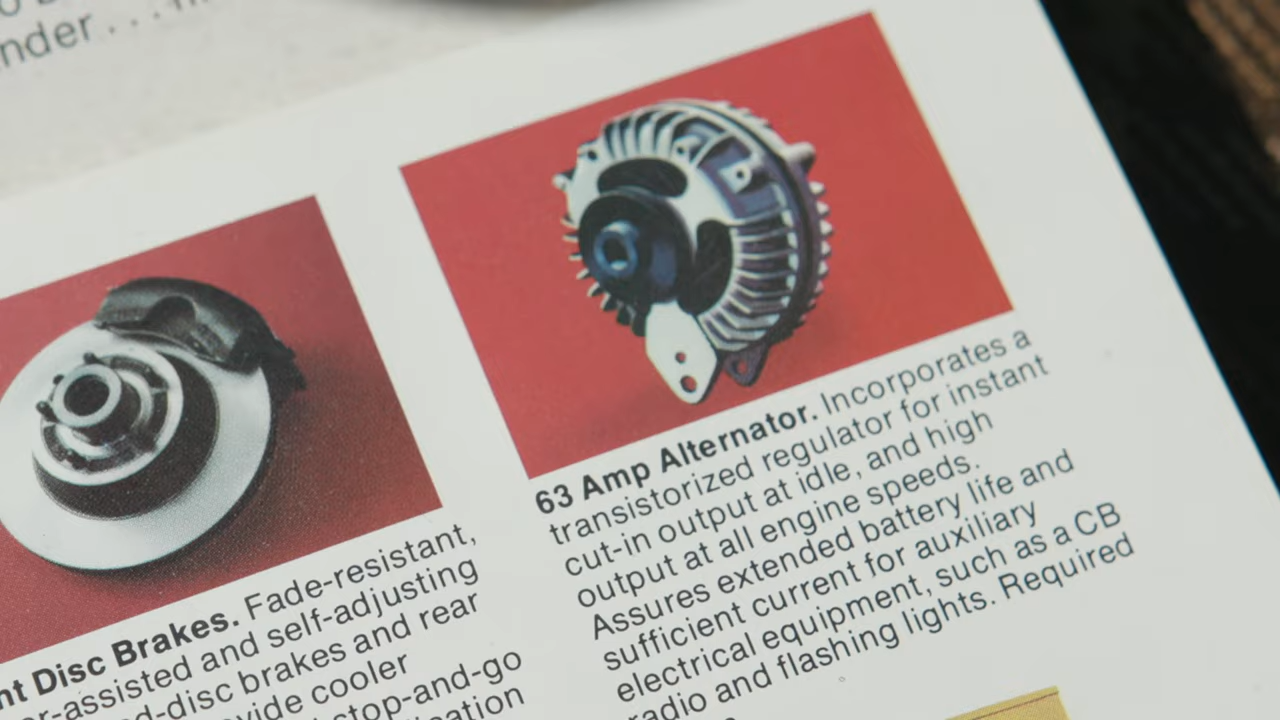 nder . . .
63 Amp Alternator. Incorporates a
transistorized regulator for instant
cut-in output at idle, and high
output at all engine speeds.
Assures extended battery life and
sufficient current for auxiliary
electrical equipment, such as a CB
radio and flashing lights. Required
nt Disc Brakes. Fade-resistant,
r-assisted and self-adjusting
d-disc brakes and rear
vide cooler
stop-and-go